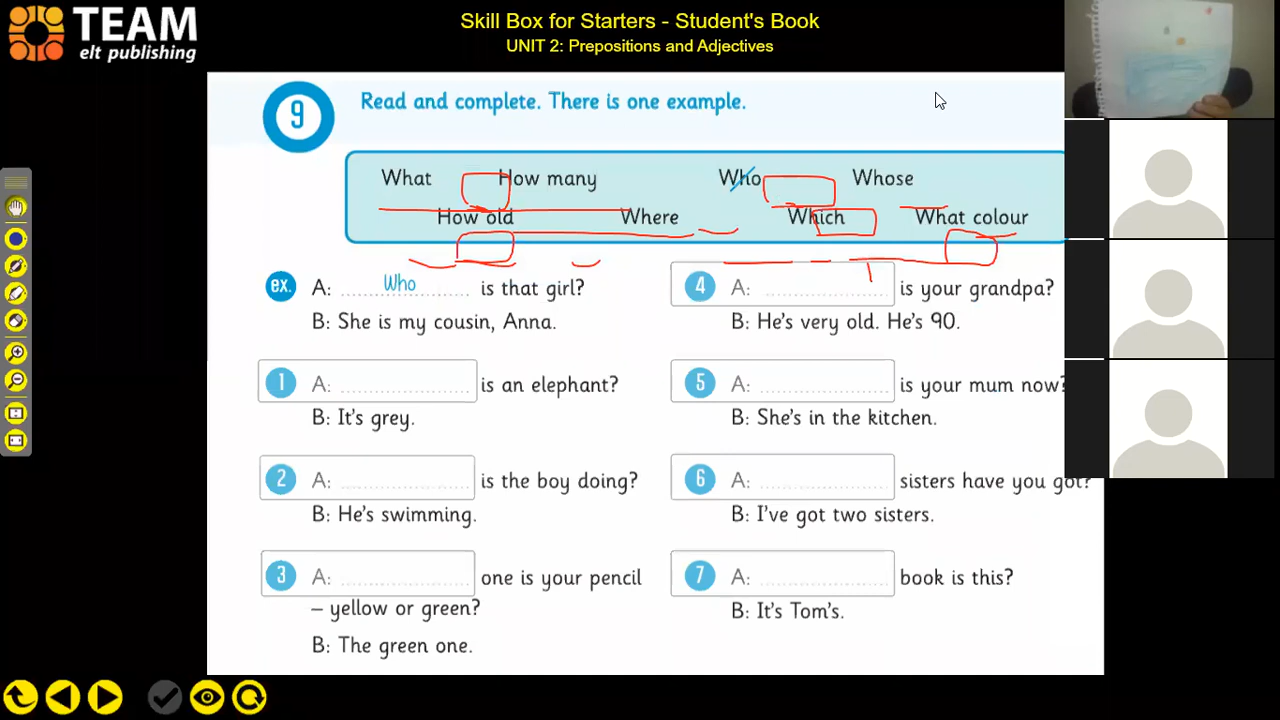 TEAM
elt publishing
Skill Box for Starters - Student's Book
UNIT 2: Prepositions and Adjectives
9
Read and complete. There is one example.
What How many Who Whose
How old Where Which What colour
ex. A: Who is that girl?
B: She is my cousin, Anna.
1 A: .................... is an elephant?
B: It's grey.
2 A: .................... is the boy doing?
B: He's swimming.
3 A: .................... one is your pencil
– yellow or green?
B: The green one.
4 A: .................... is your grandpa?
B: He's very old. He's 90.
5 A: .................... is your mum now?
B: She's in the kitchen.
6 A: .................... sisters have you got?
B: I've got two sisters.
7 A: .................... book is this?
B: It's Tom's.